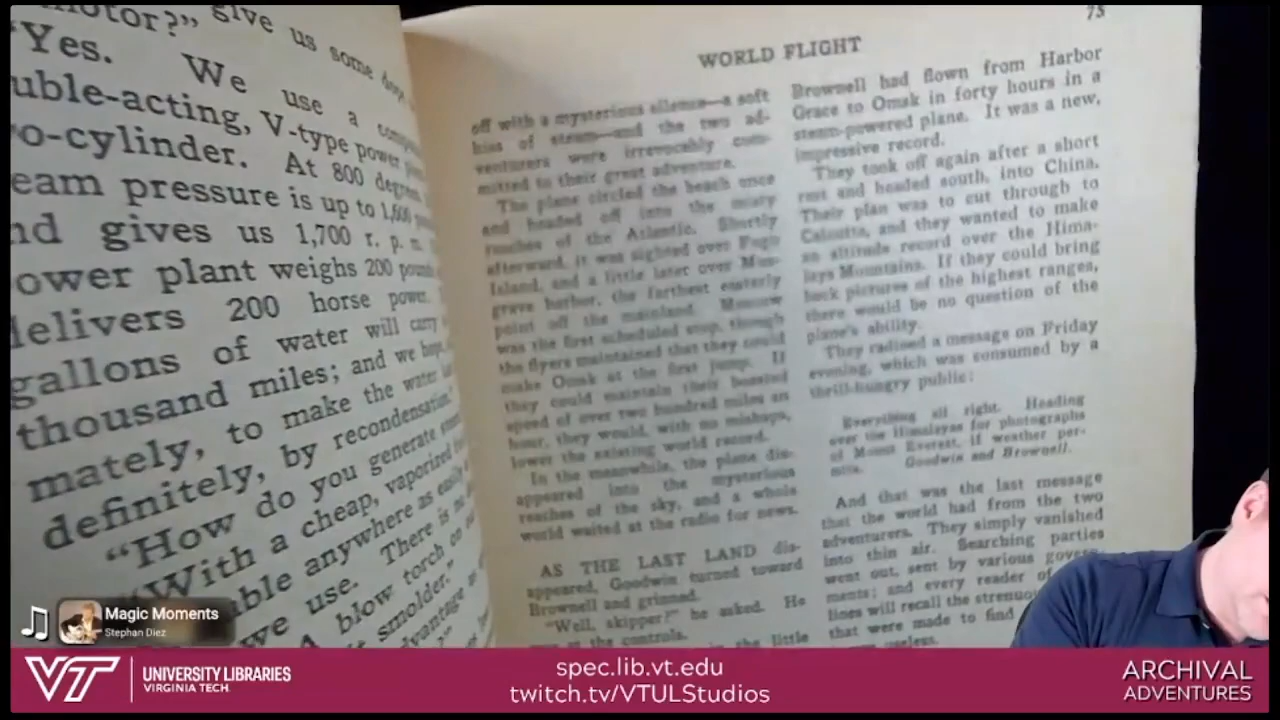 motor?" give us some
"Yes. We use a
uble-acting, V-type power
o-cylinder. At 800
eam pressure is up to 1,600
nd gives us 1,700 r. p. m.
ower plant weighs 200
delivers 200 horse power.
gallons of water will carry
thousand miles; and we
mately, to make the water
definitely, by recondensation."
"How do you generate
"With a cheap, vaporized
able anywhere as easily
we use. There is
A blow torch on
smolder."
75
WORLD FLIGHT
off with a mysterious silence—a soft
hiss of steam—and the two ad-
venturers were irrevocably com-
mitted to their great adventure.
The plane circled the beach once
and headed off into the misty
reaches of the Atlantic. Shortly
afterward, it was sighted over Fogo
Island, and a little later over Mus-
grave harbor, the farthest easterly
point off the mainland. Moscow
was the first scheduled stop, though
the flyers maintained that they could
make Omsk at the first jump. If
they could maintain their boasted
speed of over two hundred miles an
hour, they would, with no mishaps,
lower the existing world record.
In the meanwhile, the plane dis-
appeared into the mysterious
reaches of the sky, and a whole
world waited at the radio for news.
AS THE LAST LAND dis-
appeared, Goodwin turned toward
Brownell and grinned.
"Well, skipper?" he asked. He
the controls.
the little
Brownell had flown from Harbor
Grace to Omsk in forty hours in a
steam-powered plane. It was a new,
impressive record.
They took off again after a short
rest and headed south, into China.
Their plan was to cut through to
Calcutta, and they wanted to make
an altitude record over the Hima-
laya Mountains. If they could bring
back pictures of the highest ranges,
there would be no question of the
plane's ability.
They radioed a message on Friday
evening, which was consumed by a
thrill-hungry public:
Everything all right. Heading
over the Himalayas for photographs
of Mount Everest, if weather per-
mits. Goodwin and Brownell.
And that was the last message
that the world had from the two
adventurers. They simply vanished
into thin air. Searching parties
went out, sent by various govern-
ments; and every reader of
lines will recall the strenuous
that were made to find
useless.
Magic Moments
Stephan Diez
VT UNIVERSITY LIBRARIES
VIRGINIA TECH.
spec.lib.vt.edu
twitch.tv/VTULStudios
ARCHIVAL
ADVENTURES